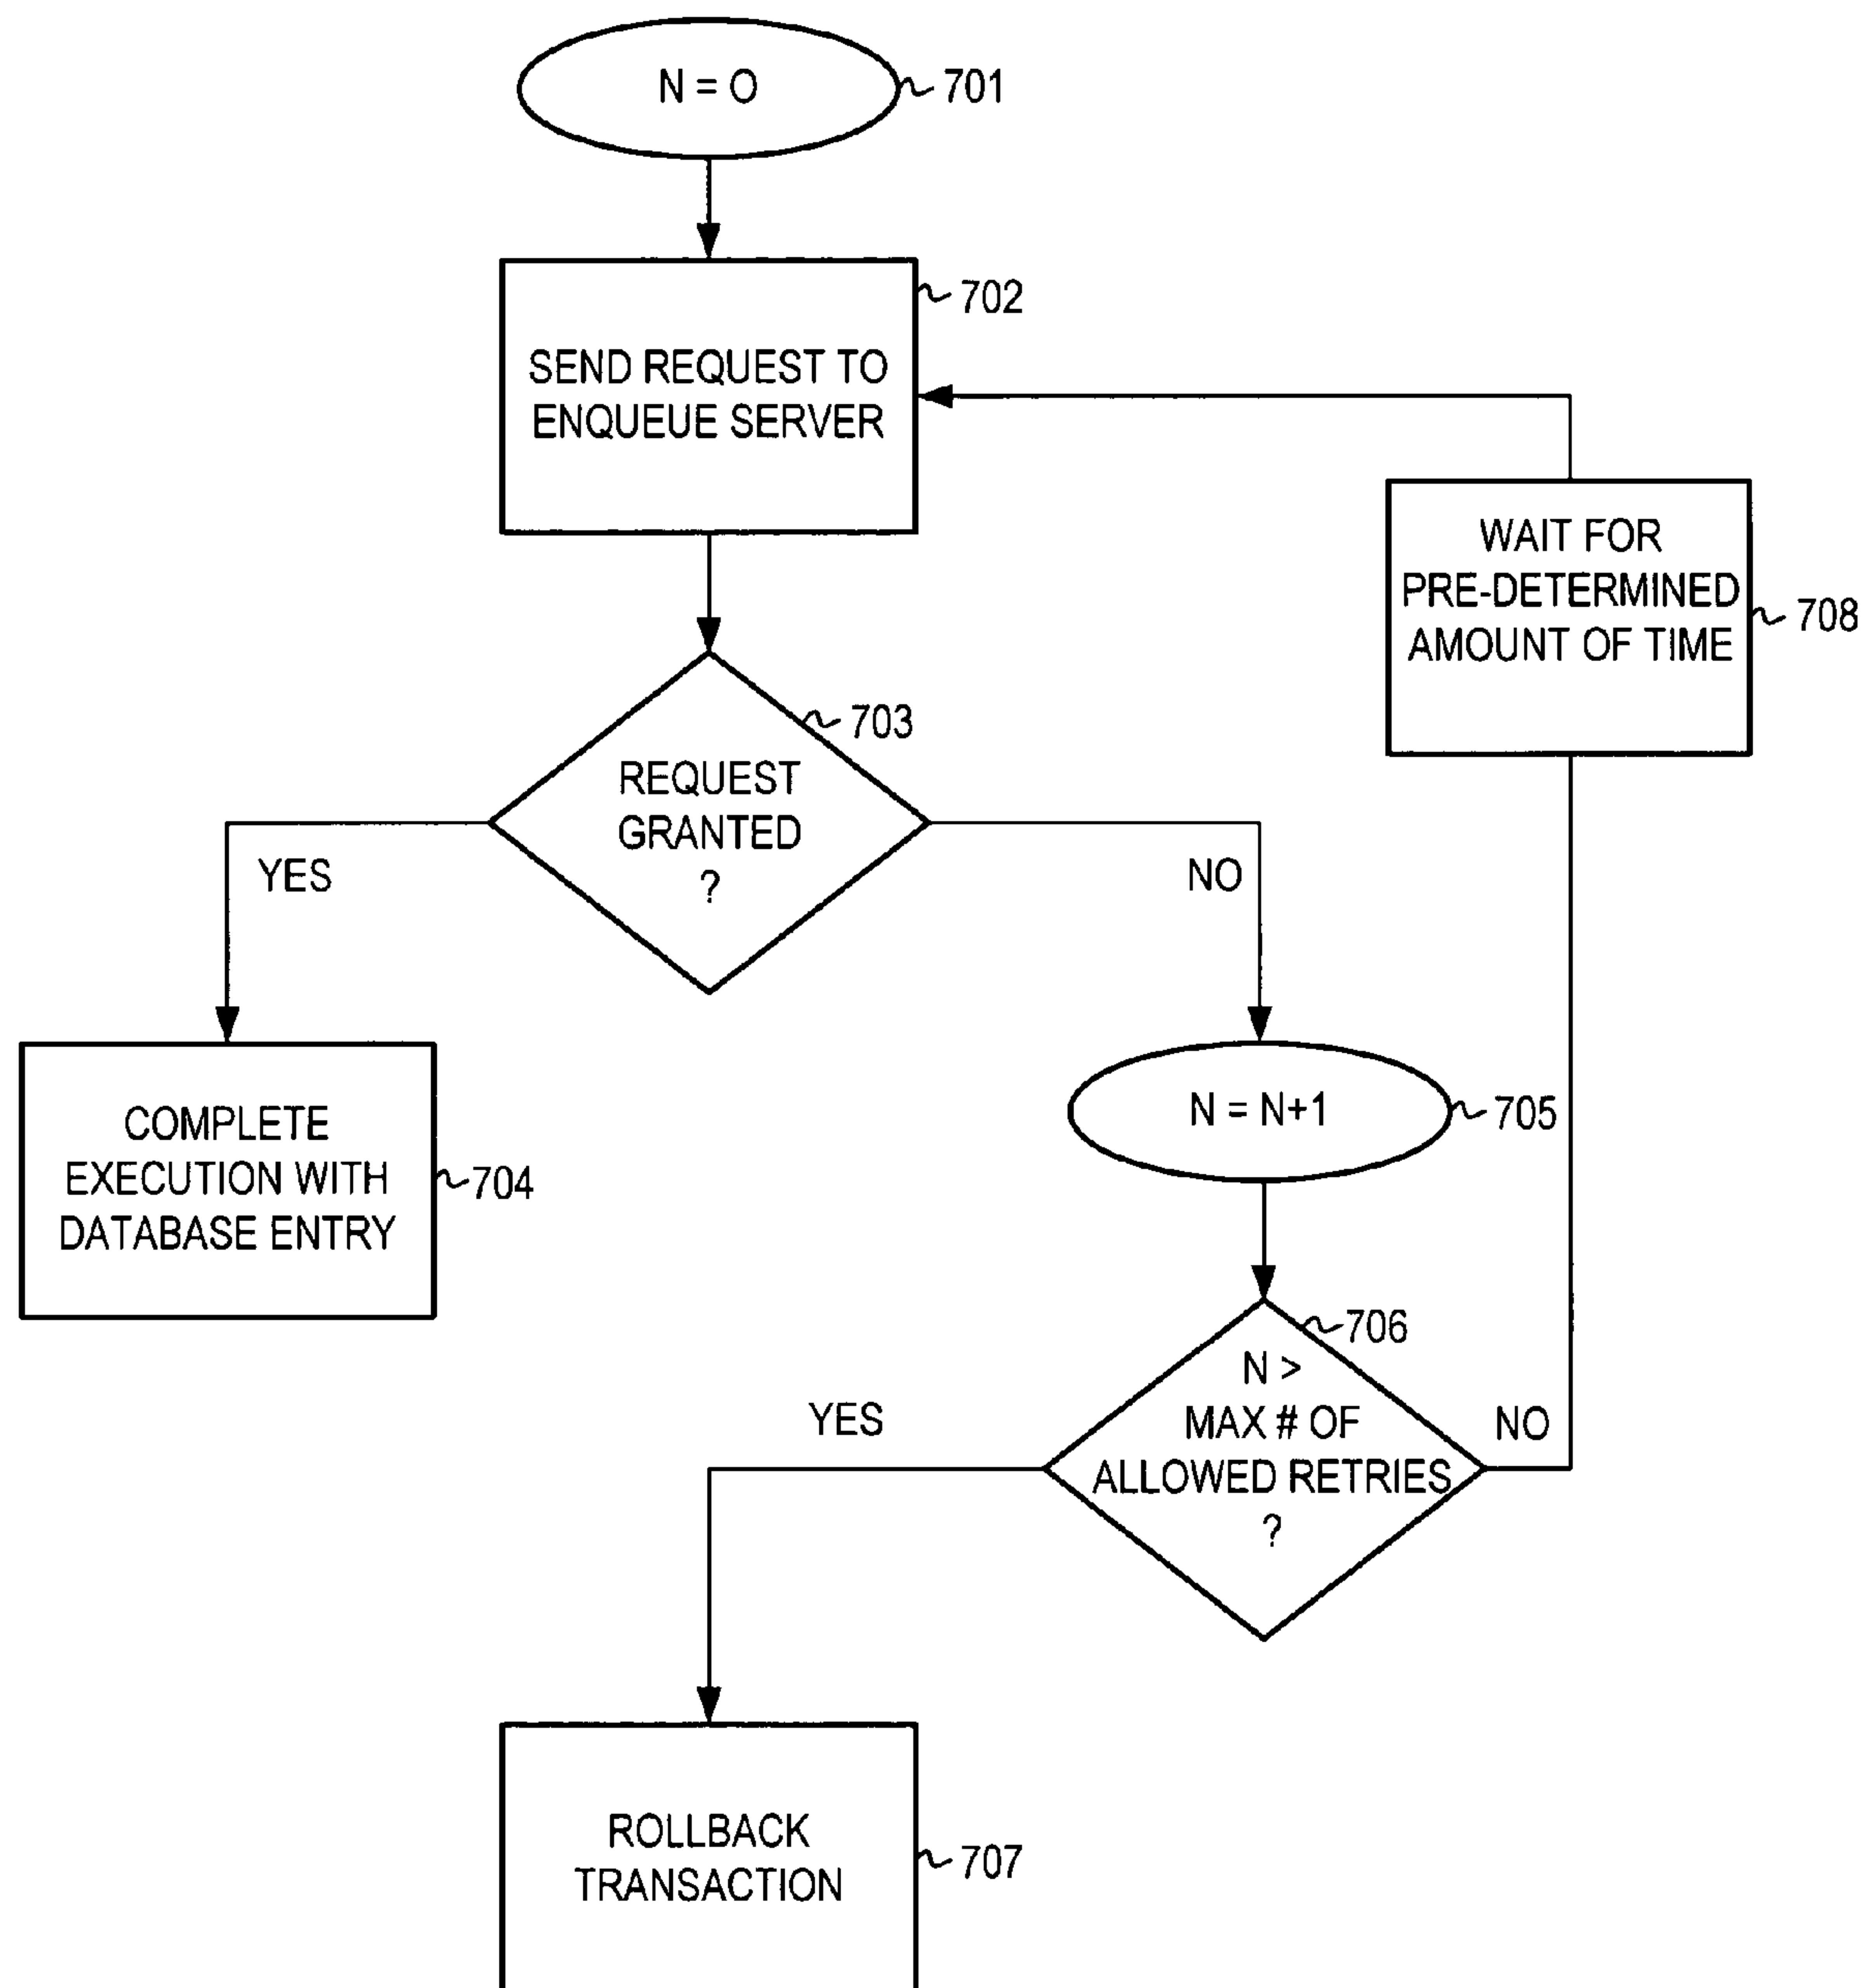 N = O
701
702
SEND REQUEST TO
ENQUEUE SERVER
WAIT FOR
PRE-DETERMINED
AMOUNT OF TIME
708
703
REQUEST
GRANTED
?
YES
NO
COMPLETE
EXECUTION WITH
DATABASE ENTRY
704
N = N+1
705
706
N >
MAX # OF
ALLOWED RETRIES
?
YES
NO
ROLLBACK
TRANSACTION
707